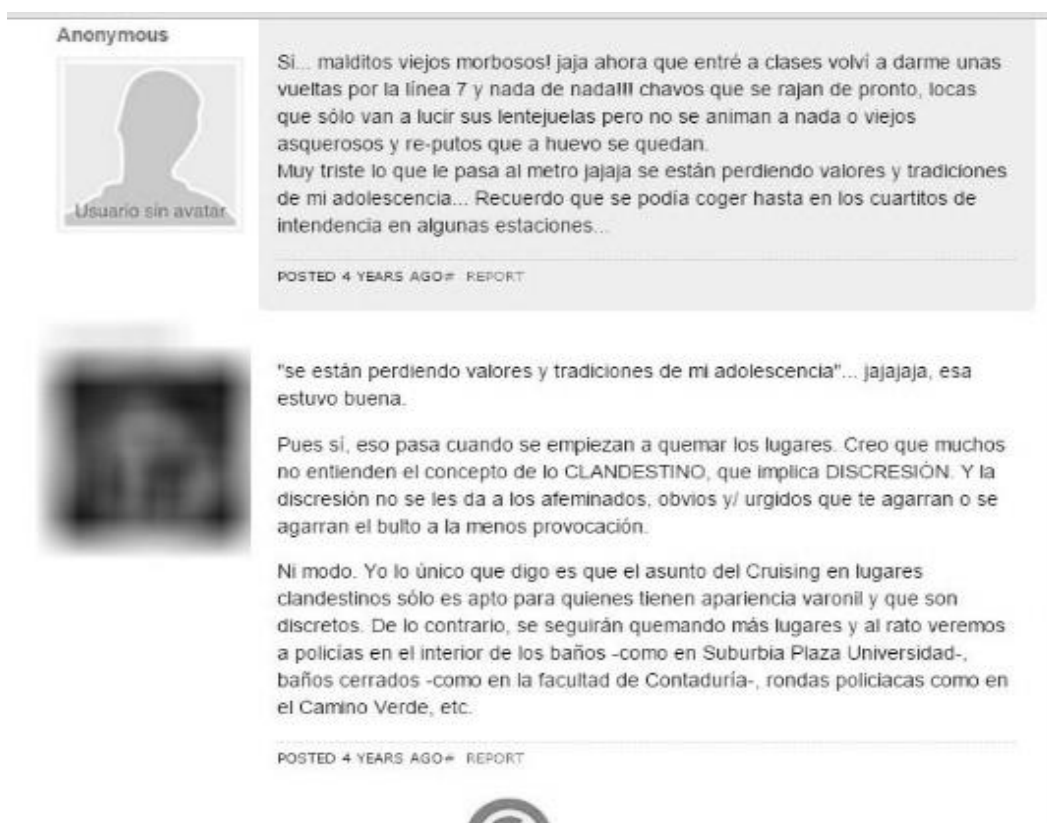 Anonymous
Si... malditos viejos morbosos! jaja ahora que entré a clases volví a darme unas
vueltas por la línea 7 y nada de nada!!!! chavos que se rajan de pronto, locas
que sólo van a lucir sus lentejuelas pero no se animan a nada o viejos
asquerosos y re-putos que a huevo se quedan.
Muy triste lo que le pasa al metro jajaja se están perdiendo valores y tradiciones
de mi adolescencia... Recuerdo que se podía coger hasta en los cuartitos de
intendencia en algunas estaciones...
Usuario sin avatar
POSTED 4 YEARS AGO# REPORT
"se están perdiendo valores y tradiciones de mi adolescencia"... jajajaja, esa
estuvo buena.
Pues sí, eso pasa cuando se empiezan a quemar los lugares. Creo que muchos
no entienden el concepto de lo CLANDESTINO, que implica DISCRESIÓN. Y la
discresión no se les da a los afeminados, obvios y/ urgidos que te agarran o se
agarran el bulto a la menos provocación.
Ni modo. Yo lo único que digo es que el asunto del Cruising en lugares
clandestinos sólo es apto para quienes tienen apariencia varonil y que son
discretos. De lo contrario, se seguirán quemando más lugares y al rato veremos
a policías en el interior de los baños -como en Suburbia Plaza Universidad-,
baños cerrados -como en la facultad de Contaduría-, rondas policiacas como en
el Camino Verde, etc.
POSTED 4 YEARS AGO# REPORT